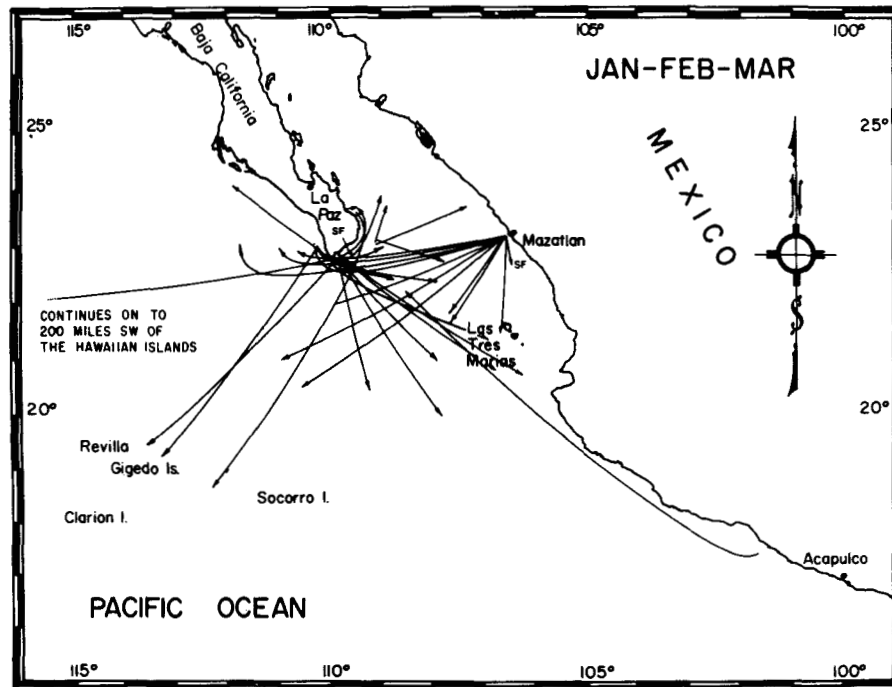 115°
110°
105°
100°
JAN-FEB-MAR
Baja
California
25°
25°
MEXICO
La
Paz
SF
Mazatlan
SF
CONTINUES ON TO
200 MILES SW OF
THE HAWAIIAN ISLANDS
Las
Tres
Marias
20°
20°
Revilla
Gigedo Is.
Socorro I.
Clarion I.
Acapulco
PACIFIC OCEAN
115°
110°
105°
100°